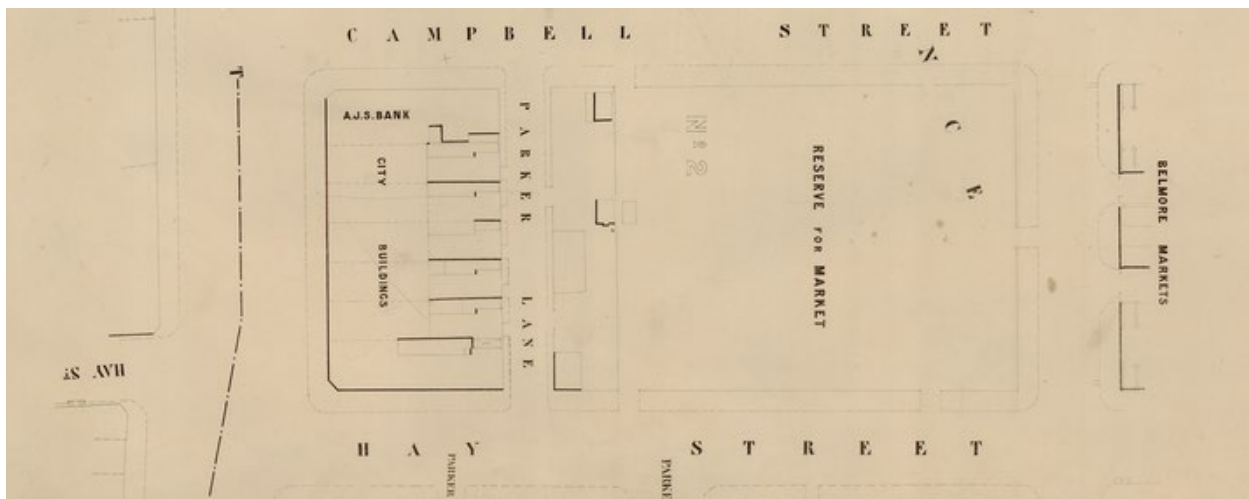 CAMPBELL STREET
T
A.J.S. BANK
CITY
BUILDINGS
PARKER LANE
No. 2
RESERVE FOR MARKET
Z
C
E
BELMORE MARKETS
HAY ST
HAY STREET
PARKER
PARKE